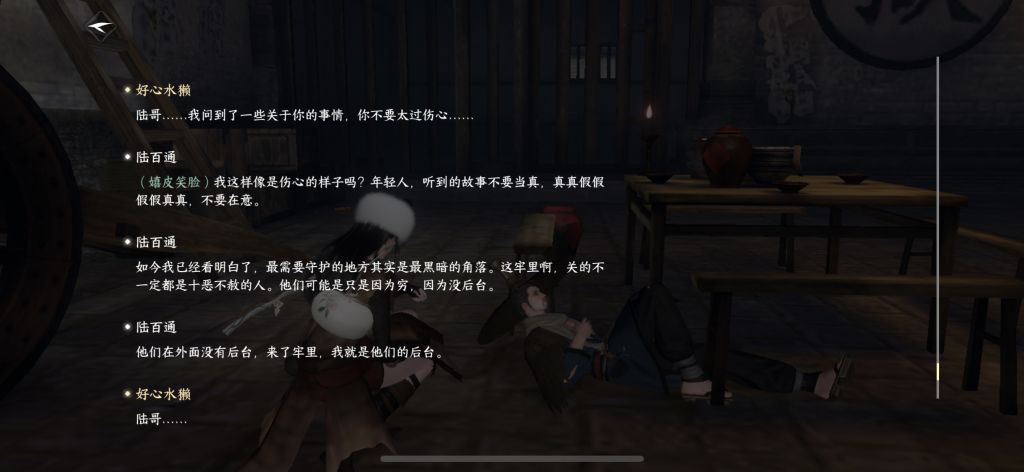 好心水獭
陆哥……我问到了一些关于你的事情，你不要太过伤心……
陆百通
（嬉皮笑脸）我这样像是伤心的样子吗？年轻人，听到的故事不要当真，真真假假
假假真真，不要在意。
陆百通
如今我已经看明白了，最需要守护的地方其实是最黑暗的角落。这牢里啊，关的不
一定都是十恶不赦的人。他们可能是只是因为穷，因为没后台。
陆百通
他们在外面没有后台，来了牢里，我就是他们的后台。
好心水獭
陆哥……